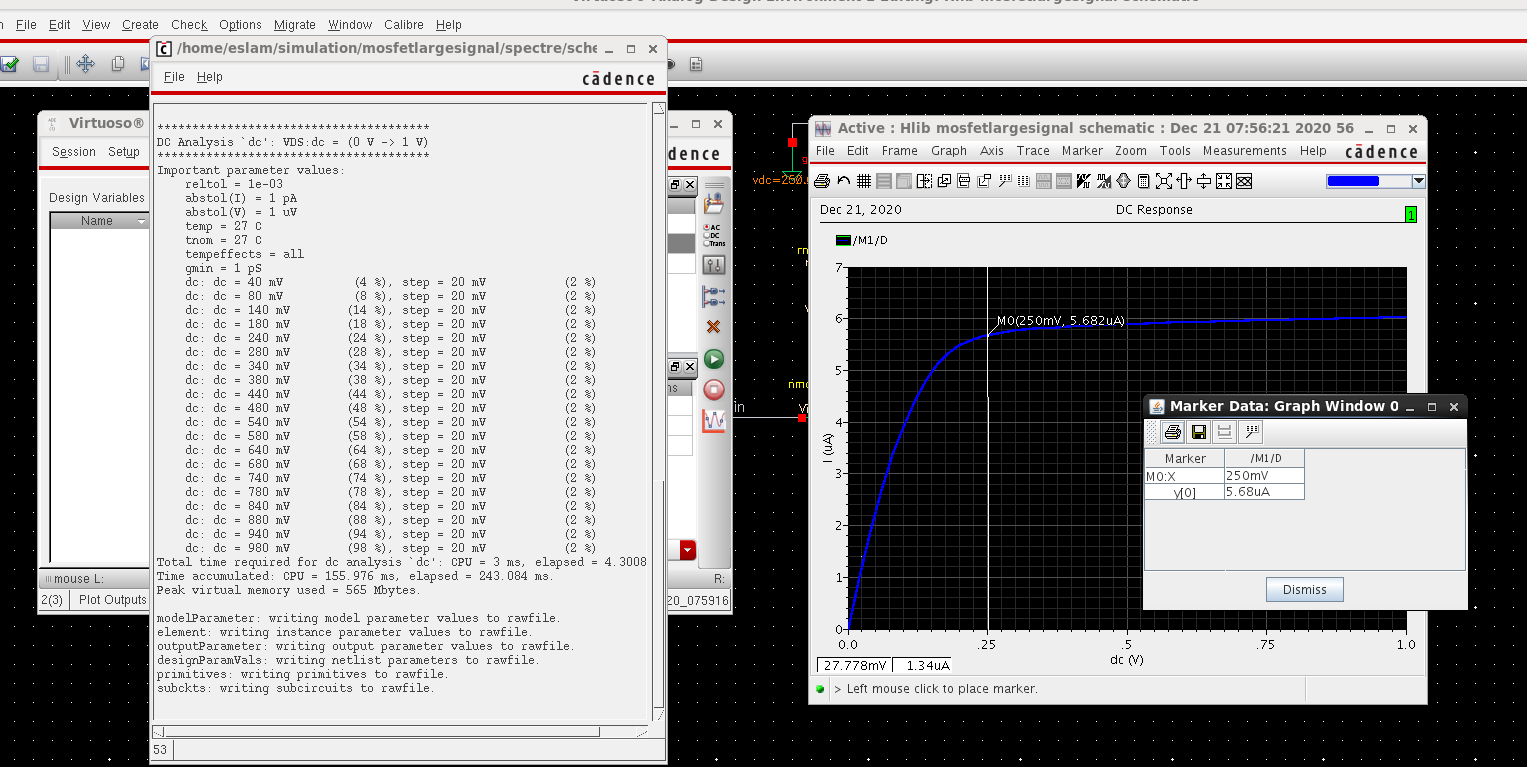 File Edit View Create Check Options Migrate Window Calibre Help
/home/eslam/simulation/mosfetlargesignal/spectre/sche
File Help
cādence
***************************************
DC Analysis `dc': VDS:dc = (0 V -> 1 V)
***************************************
Important parameter values:
reltol = 1e-03
abstol(I) = 1 pA
abstol(V) = 1 uV
temp = 27 C
tnom = 27 C
tempeffects = all
gmin = 1 pS
dc: dc = 40 mV (4 %), step = 20 mV (2 %)
dc: dc = 80 mV (8 %), step = 20 mV (2 %)
dc: dc = 140 mV (14 %), step = 20 mV (2 %)
dc: dc = 180 mV (18 %), step = 20 mV (2 %)
dc: dc = 240 mV (24 %), step = 20 mV (2 %)
dc: dc = 280 mV (28 %), step = 20 mV (2 %)
dc: dc = 340 mV (34 %), step = 20 mV (2 %)
dc: dc = 380 mV (38 %), step = 20 mV (2 %)
dc: dc = 440 mV (44 %), step = 20 mV (2 %)
dc: dc = 480 mV (48 %), step = 20 mV (2 %)
dc: dc = 540 mV (54 %), step = 20 mV (2 %)
dc: dc = 580 mV (58 %), step = 20 mV (2 %)
dc: dc = 640 mV (64 %), step = 20 mV (2 %)
dc: dc = 680 mV (68 %), step = 20 mV (2 %)
dc: dc = 740 mV (74 %), step = 20 mV (2 %)
dc: dc = 780 mV (78 %), step = 20 mV (2 %)
dc: dc = 840 mV (84 %), step = 20 mV (2 %)
dc: dc = 880 mV (88 %), step = 20 mV (2 %)
dc: dc = 940 mV (94 %), step = 20 mV (2 %)
dc: dc = 980 mV (98 %), step = 20 mV (2 %)
Total time required for dc analysis `dc': CPU = 3 ms, elapsed = 4.3008
Time accumulated: CPU = 155.976 ms, elapsed = 243.084 ms.
Peak virtual memory used = 565 Mbytes.
modelParameter: writing model parameter values to rawfile.
element: writing instance parameter values to rawfile.
outputParameter: writing output parameter values to rawfile.
designParamVals: writing netlist parameters to rawfile.
primitives: writing primitives to rawfile.
subckts: writing subcircuits to rawfile.
53
Virtuoso®
Session Setup
dence
Design Variables
Name
AC
DC
Trans
mouse L:
R:
2(3) Plot Outputs
20_075916
in
Active : Hlib mosfetlargesignal schematic : Dec 21 07:56:21 2020 56
File Edit Frame Graph Axis Trace Marker Zoom Tools Measurements Help
cādence
Dec 21, 2020
DC Response
1
/M1/D
7
6
5
4
3
2
1
0
I (uA)
M0(250mV, 5.682uA)
0.0 .25 .5 .75 1.0
dc (V)
27.778mV 1.34uA
> Left mouse click to place marker.
Marker Data: Graph Window 0
Marker /M1/D
M0:X 250mV
y[0] 5.68uA
Dismiss